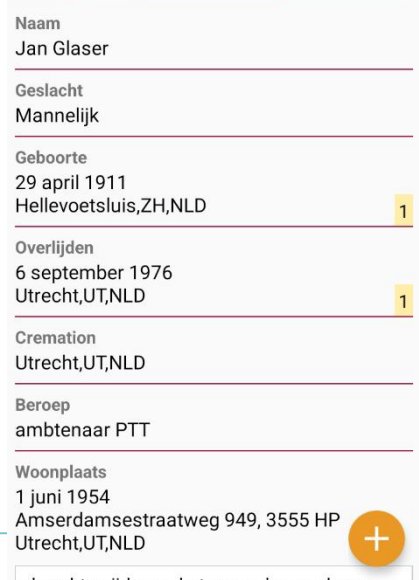 Naam
Jan Glaser
Geslacht
Mannelijk
Geboorte
29 april 1911
Hellevoetsluis,ZH,NLD
1
Overlijden
6 september 1976
Utrecht,UT,NLD
1
Cremation
Utrecht,UT,NLD
Beroep
ambtenaar PTT
Woonplaats
1 juni 1954
Amserdamsestraatweg 949, 3555 HP
Utrecht,UT,NLD
+